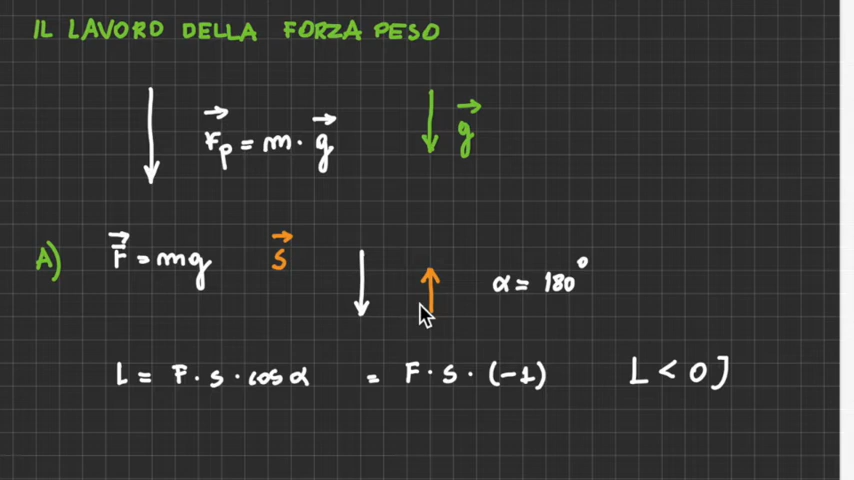 IL LAVORO DELLA FORZA PESO
F⃗p = m · g⃗
g⃗
A) F⃗ = mg s⃗ α = 180°
L = F · s · cos α = F · s · (-1) L < 0 J